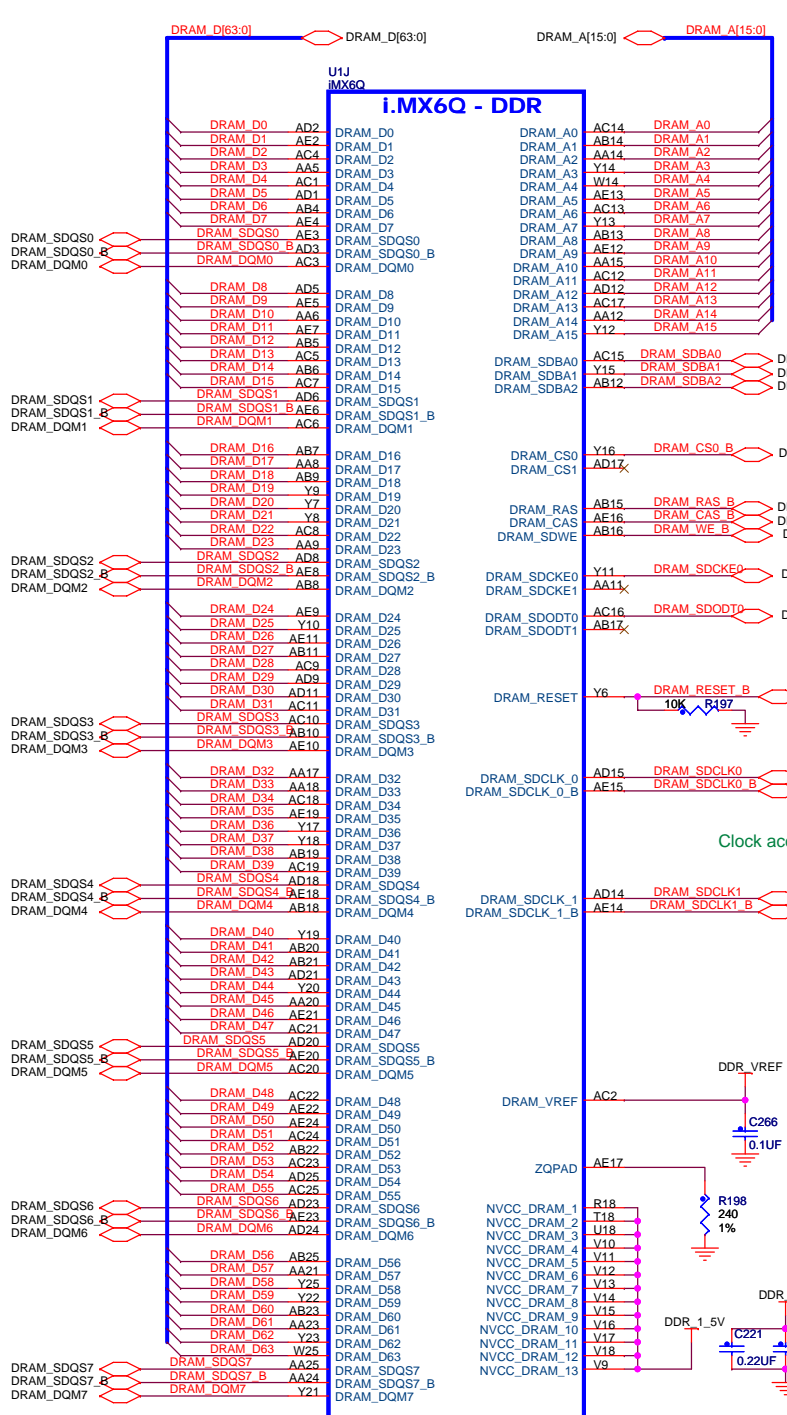 DRAM_D[63:0] DRAM_D[63:0] DRAM_A[15:0] DRAM_A[15:0]
U1J
iMX6Q
i.MX6Q - DDR
DRAM_D0 AD2 DRAM_D0 DRAM_A0 AC14 DRAM_A0
DRAM_D1 AE2 DRAM_D1 DRAM_A1 AB14 DRAM_A1
DRAM_D2 AC4 DRAM_D2 DRAM_A2 AA14 DRAM_A2
DRAM_D3 AA5 DRAM_D3 DRAM_A3 Y14 DRAM_A3
DRAM_D4 AC1 DRAM_D4 DRAM_A4 W14 DRAM_A4
DRAM_D5 AD1 DRAM_D5 DRAM_A5 AE13 DRAM_A5
DRAM_D6 AB4 DRAM_D6 DRAM_A6 AC13 DRAM_A6
DRAM_D7 AE4 DRAM_D7 DRAM_A7 Y13 DRAM_A7
DRAM_SDQS0 DRAM_SDQS0 AE3 DRAM_SDQS0 DRAM_A8 AB13 DRAM_A8
DRAM_SDQS0_B DRAM_SDQS0_B AD3 DRAM_SDQS0_B DRAM_A9 AE12 DRAM_A9
DRAM_DQM0 DRAM_DQM0 AC3 DRAM_DQM0 DRAM_A10 AA15 DRAM_A10
DRAM_A11 AC12 DRAM_A11
DRAM_D8 AD5 DRAM_D8 DRAM_A12 AD12 DRAM_A12
DRAM_D9 AE5 DRAM_D9 DRAM_A13 AC17 DRAM_A13
DRAM_D10 AA6 DRAM_D10 DRAM_A14 AA12 DRAM_A14
DRAM_D11 AE7 DRAM_D11 DRAM_A15 Y12 DRAM_A15
DRAM_D12 AB5 DRAM_D12
DRAM_D13 AC5 DRAM_D13 DRAM_SDBA0 AC15 DRAM_SDBA0
DRAM_D14 AB6 DRAM_D14 DRAM_SDBA1 Y15 DRAM_SDBA1
DRAM_D15 AC7 DRAM_D15 DRAM_SDBA2 AB12 DRAM_SDBA2
DRAM_SDQS1 DRAM_SDQS1 AD6 DRAM_SDQS1
DRAM_SDQS1_B DRAM_SDQS1_B AE6 DRAM_SDQS1_B
DRAM_DQM1 DRAM_DQM1 AC6 DRAM_DQM1
DRAM_D16 AB7 DRAM_D16 DRAM_CS0 Y16 DRAM_CS0_B
DRAM_D17 AA8 DRAM_D17 DRAM_CS1 AD17
DRAM_D18 AB9 DRAM_D18
DRAM_D19 Y9 DRAM_D19
DRAM_D20 Y7 DRAM_D20 DRAM_RAS AB15 DRAM_RAS_B
DRAM_D21 Y8 DRAM_D21 DRAM_CAS AE16 DRAM_CAS_B
DRAM_D22 AC8 DRAM_D22 DRAM_SDWE AB16 DRAM_WE_B
DRAM_D23 AA9 DRAM_D23
DRAM_SDQS2 DRAM_SDQS2 AD8 DRAM_SDQS2
DRAM_SDQS2_B DRAM_SDQS2_B AE8 DRAM_SDQS2_B DRAM_SDCKE0 Y11 DRAM_SDCKE0
DRAM_DQM2 DRAM_DQM2 AB8 DRAM_DQM2 DRAM_SDCKE1 AA11
DRAM_D24 AE9 DRAM_D24 DRAM_SDODT0 AC16 DRAM_SDODT0
DRAM_D25 Y10 DRAM_D25 DRAM_SDODT1 AB17
DRAM_D26 AE11 DRAM_D26
DRAM_D27 AB11 DRAM_D27
DRAM_D28 AC9 DRAM_D28
DRAM_D29 AD9 DRAM_D29
DRAM_D30 AD11 DRAM_D30 DRAM_RESET Y6 DRAM_RESET_B
DRAM_D31 AC11 DRAM_D31 10K R197
DRAM_SDQS3 DRAM_SDQS3 AC10 DRAM_SDQS3
DRAM_SDQS3_B DRAM_SDQS3_B AB10 DRAM_SDQS3_B
DRAM_DQM3 DRAM_DQM3 AE10 DRAM_DQM3
DRAM_D32 AA17 DRAM_D32 DRAM_SDCLK_0 AD15 DRAM_SDCLK0
DRAM_D33 AA18 DRAM_D33 DRAM_SDCLK_0_B AE15 DRAM_SDCLK0_B
DRAM_D34 AC18 DRAM_D34
DRAM_D35 AE19 DRAM_D35
DRAM_D36 Y17 DRAM_D36
DRAM_D37 Y18 DRAM_D37 Clock
DRAM_D38 AB19 DRAM_D38
DRAM_D39 AC19 DRAM_D39
DRAM_SDQS4 DRAM_SDQS4 AD18 DRAM_SDQS4
DRAM_SDQS4_B DRAM_SDQS4_B AE18 DRAM_SDQS4_B DRAM_SDCLK_1 AD14 DRAM_SDCLK1
DRAM_DQM4 DRAM_DQM4 AB18 DRAM_DQM4 DRAM_SDCLK_1_B AE14 DRAM_SDCLK1_B
DRAM_D40 Y19 DRAM_D40
DRAM_D41 AB20 DRAM_D41
DRAM_D42 AB21 DRAM_D42
DRAM_D43 AD21 DRAM_D43
DRAM_D44 Y20 DRAM_D44
DRAM_D45 AA20 DRAM_D45
DRAM_D46 AE21 DRAM_D46
DRAM_D47 AC21 DRAM_D47
DRAM_SDQS5 DRAM_SDQS5 AD20 DRAM_SDQS5
DRAM_SDQS5_B DRAM_SDQS5_B AE20 DRAM_SDQS5_B
DRAM_DQM5 DRAM_DQM5 AC20 DRAM_DQM5 DDR_VREF
DRAM_D48 AC22 DRAM_D48 DRAM_VREF AC2
DRAM_D49 AE22 DRAM_D49
DRAM_D50 AE24 DRAM_D50 C266
DRAM_D51 AC24 DRAM_D51 0.1UF
DRAM_D52 AB22 DRAM_D52
DRAM_D53 AC23 DRAM_D53 ZQPAD AE17
DRAM_D54 AD25 DRAM_D54
DRAM_D55 AC25 DRAM_D55 R198
DRAM_SDQS6 DRAM_SDQS6 AD23 DRAM_SDQS6 NVCC_DRAM_1 R18 240
DRAM_SDQS6_B DRAM_SDQS6_B AE23 DRAM_SDQS6_B NVCC_DRAM_2 T18 1%
DRAM_DQM6 DRAM_DQM6 AD24 DRAM_DQM6 NVCC_DRAM_3 U18
NVCC_DRAM_4 V10
DRAM_D56 AB25 DRAM_D56 NVCC_DRAM_5 V11
DRAM_D57 AA21 DRAM_D57 NVCC_DRAM_6 V12
DRAM_D58 Y25 DRAM_D58 NVCC_DRAM_7 V13
DRAM_D59 Y22 DRAM_D59 NVCC_DRAM_8 V14
DRAM_D60 AB23 DRAM_D60 NVCC_DRAM_9 V15
DRAM_D61 AA23 DRAM_D61 NVCC_DRAM_10 V16 DDR_1_5V
DRAM_D62 Y23 DRAM_D62 NVCC_DRAM_11 V17 C221
DRAM_D63 W25 DRAM_D63 NVCC_DRAM_12 V18 0.22UF
DRAM_SDQS7 DRAM_SDQS7 AA25 DRAM_SDQS7 NVCC_DRAM_13 V9
DRAM_SDQS7_B DRAM_SDQS7_B AA24 DRAM_SDQS7_B
DRAM_DQM7 DRAM_DQM7 Y21 DRAM_DQM7